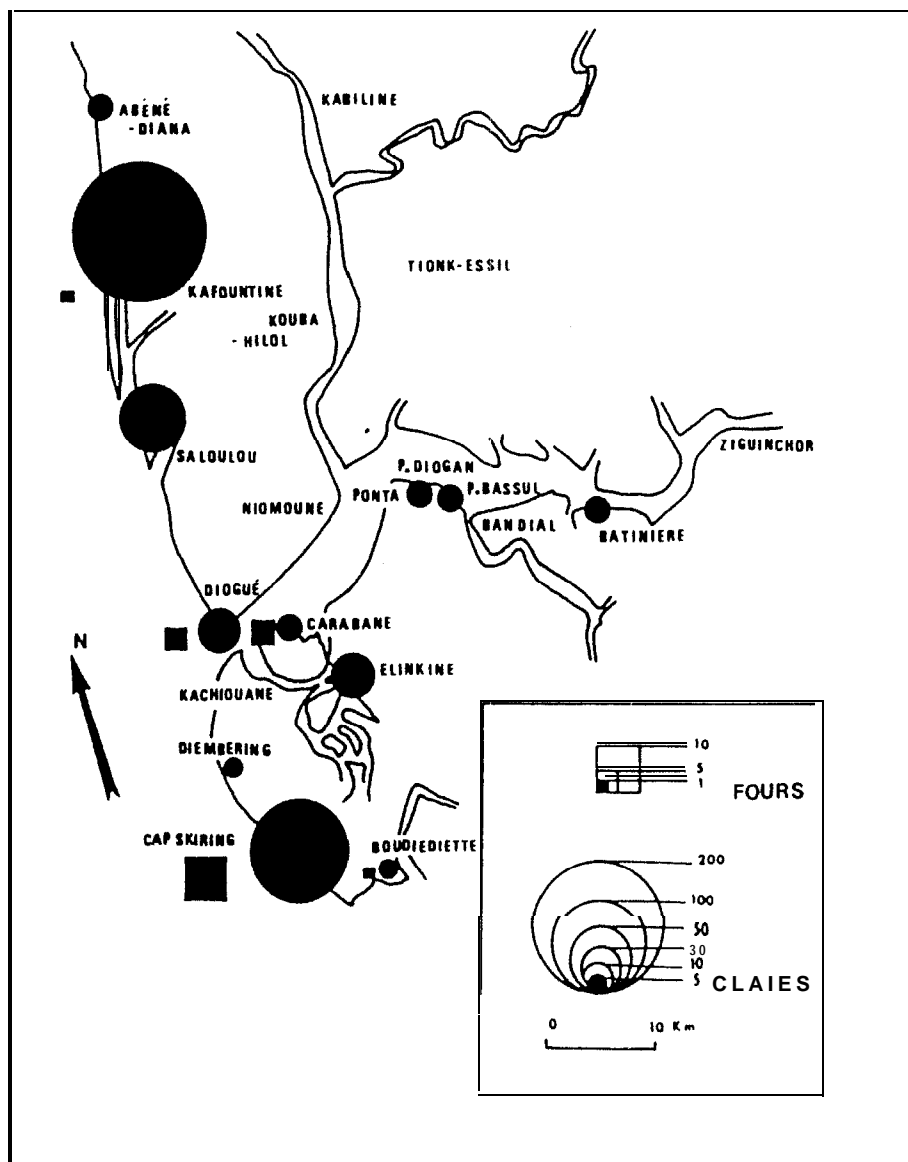 ABÉNÉ
- DIANA
KABILINE
TIONK-ESSIL
KAFOUNTINE
KOUBA
- HILOL
ZIGUINCHOR
SALOULOU
P. DIOGAN
P. BASSUL
PONTA
NIOMOUNE
BANDIAL
BATINIERE
DIOGUÉ
CARABANE
N
ELINKINE
KACHIOUANE
DIEMBERING
CAP SKIRING
BOUDIEDIETTE
10
5
1
FOURS
200
100
50
30
10
5
CLAIES
0 10 Km